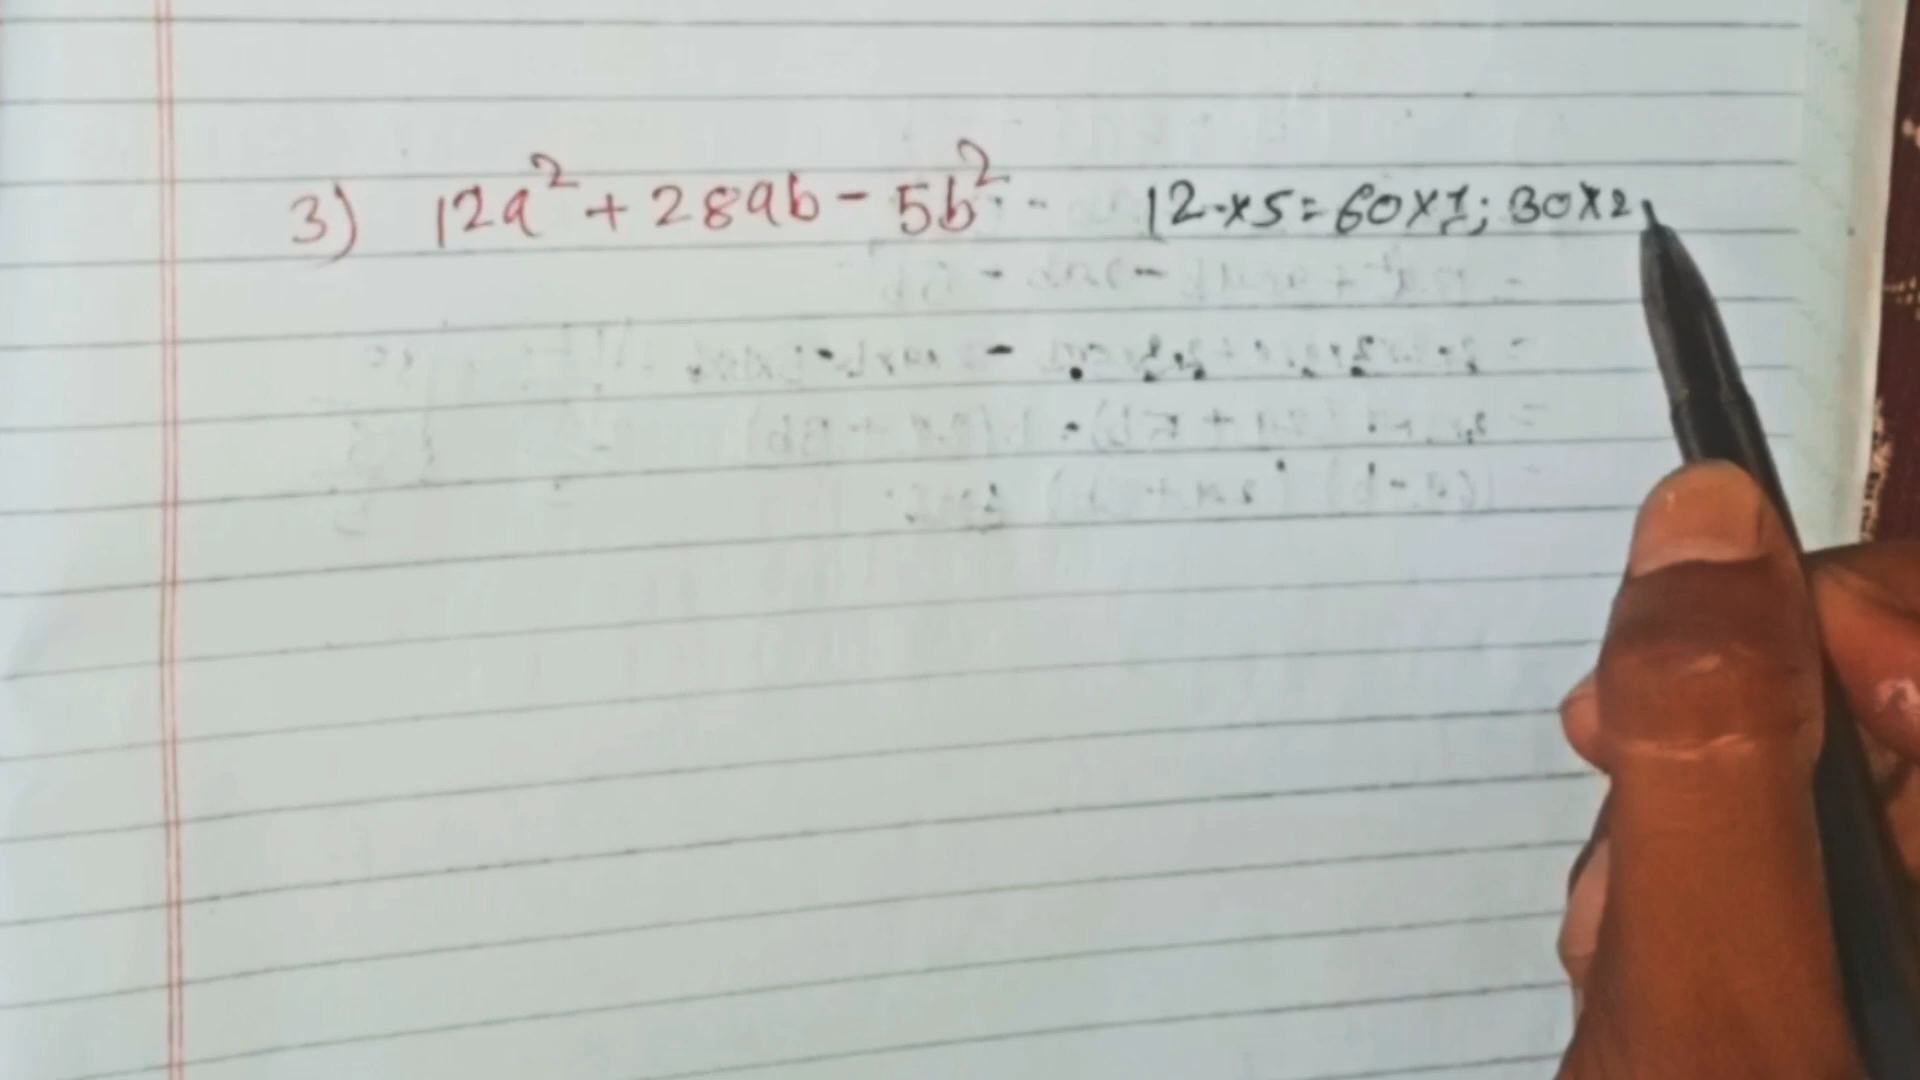 3) 12a² + 28ab - 5b² 12×5=60×1; 30×2